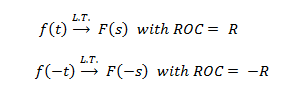 f(t) L.T.→ F(s) with ROC = R
f(−t) L.T.→ F(−s) with ROC = −R